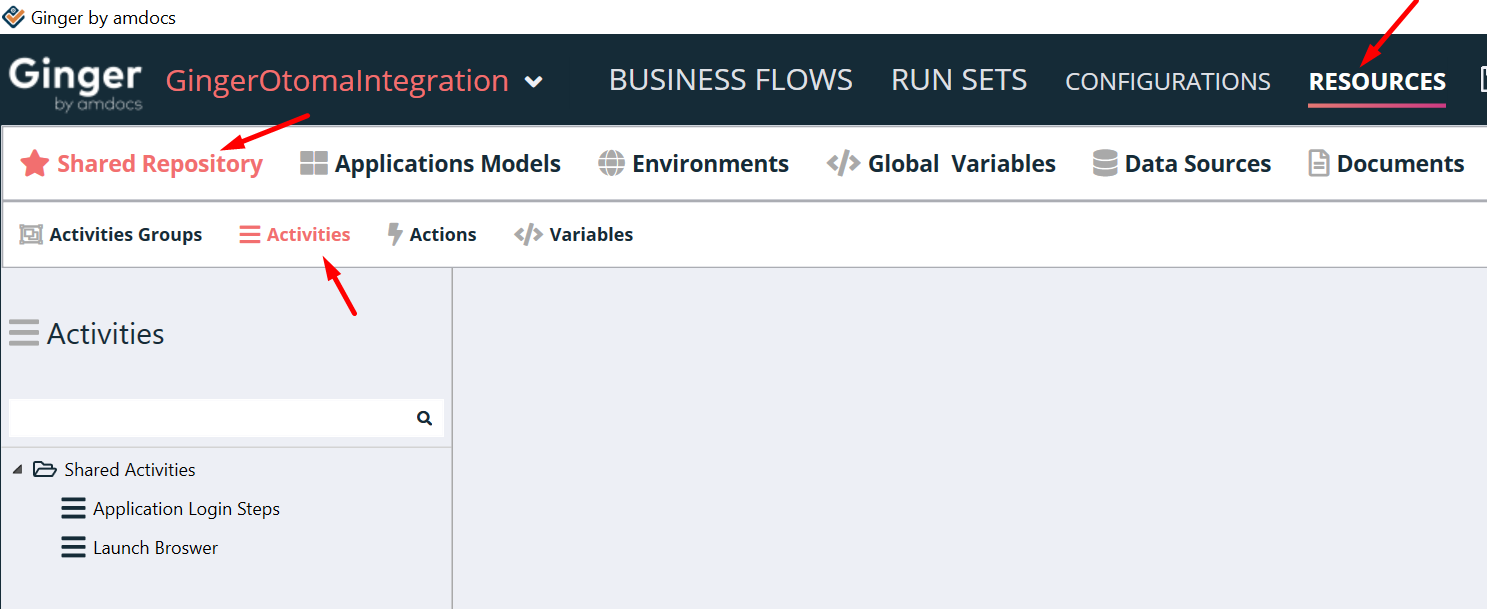 Ginger by amdocs
Ginger by amdocs GingerOtomaIntegration BUSINESS FLOWS RUN SETS CONFIGURATIONS RESOURCES
Shared Repository Applications Models Environments Global Variables Data Sources Documents
Activities Groups Activities Actions Variables
Activities
Shared Activities
Application Login Steps
Launch Broswer